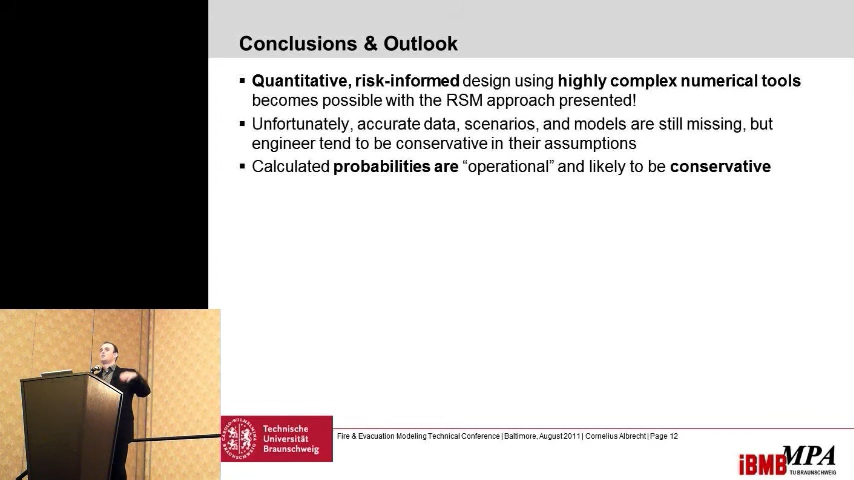 Conclusions & Outlook
▪ Quantitative, risk-informed design using highly complex numerical tools
becomes possible with the RSM approach presented!
▪ Unfortunately, accurate data, scenarios, and models are still missing, but
engineer tend to be conservative in their assumptions
▪ Calculated probabilities are “operational” and likely to be conservative
Technische
Universität
Braunschweig
Fire & Evacuation Modeling Technical Conference | Baltimore, August 2011 | Cornelius Albrecht | Page 12
iBMB MPA
TU BRAUNSCHWEIG